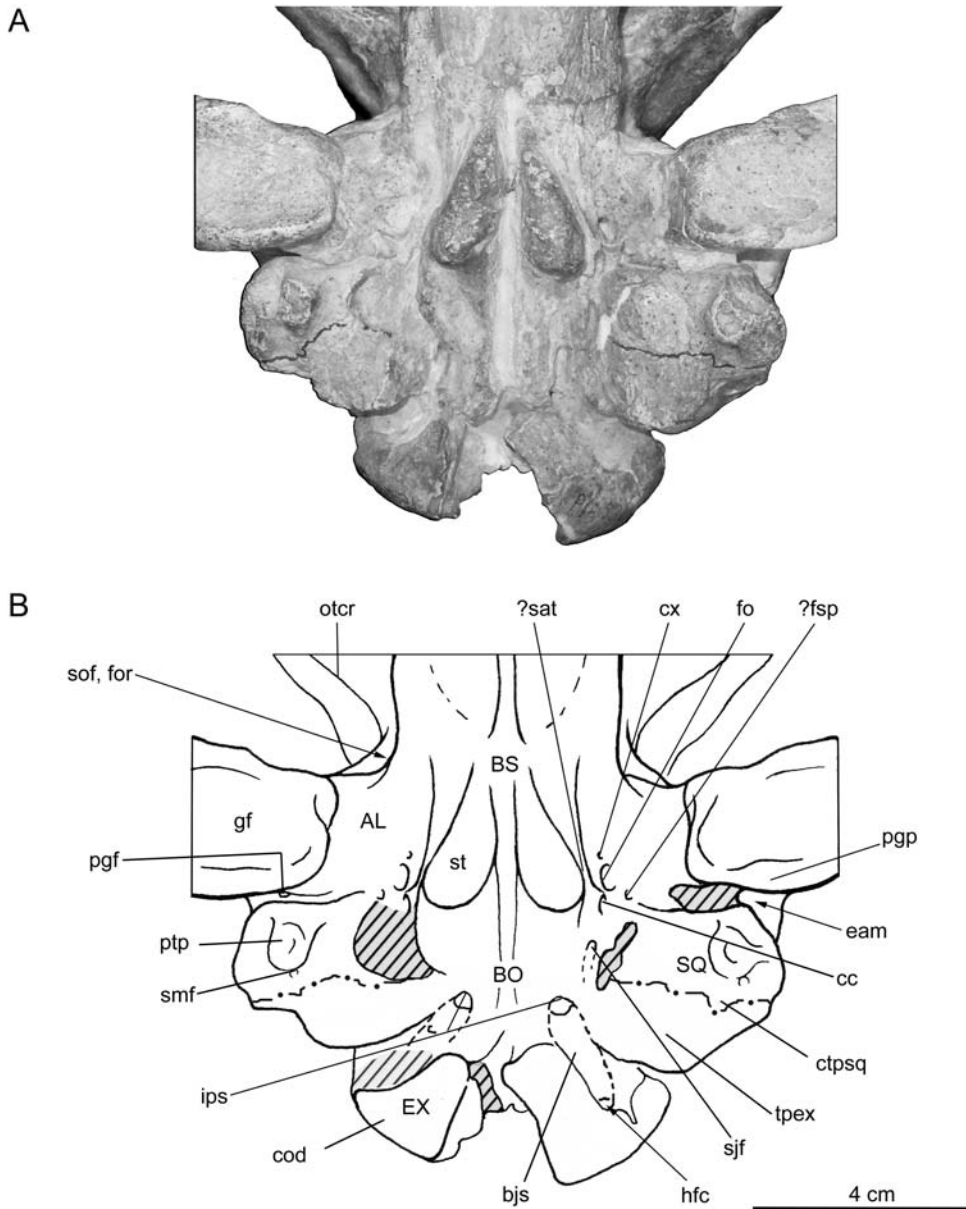 A
B
otcr
?sat
cx
fo
?fsp
sof, for
BS
gf
AL
pgp
pgf
st
eam
ptp
SQ
cc
smf
BO
ctpsq
ips
EX
tpex
cod
sjf
bjs
hfc
4 cm